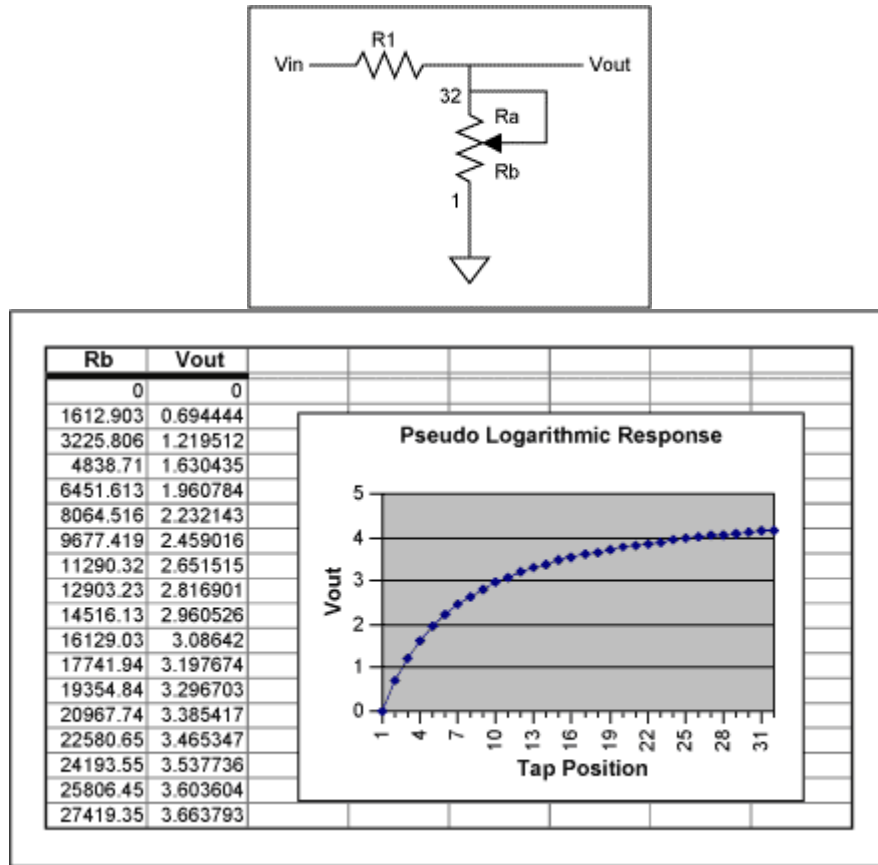 R1
Vin
Vout
32
Ra
Rb
1
Rb Vout
0 0
1612.903 0.694444
3225.806 1.219512
4838.71 1.630435
6451.613 1.960784
8064.516 2.232143
9677.419 2.459016
11290.32 2.651515
12903.23 2.816901
14516.13 2.960526
16129.03 3.08642
17741.94 3.197674
19354.84 3.296703
20967.74 3.385417
22580.65 3.465347
24193.55 3.537736
25806.45 3.603604
27419.35 3.663793
Pseudo Logarithmic Response
5
4
3
2
1
0
Vout
1 4 7 10 13 16 19 22 25 28 31
Tap Position